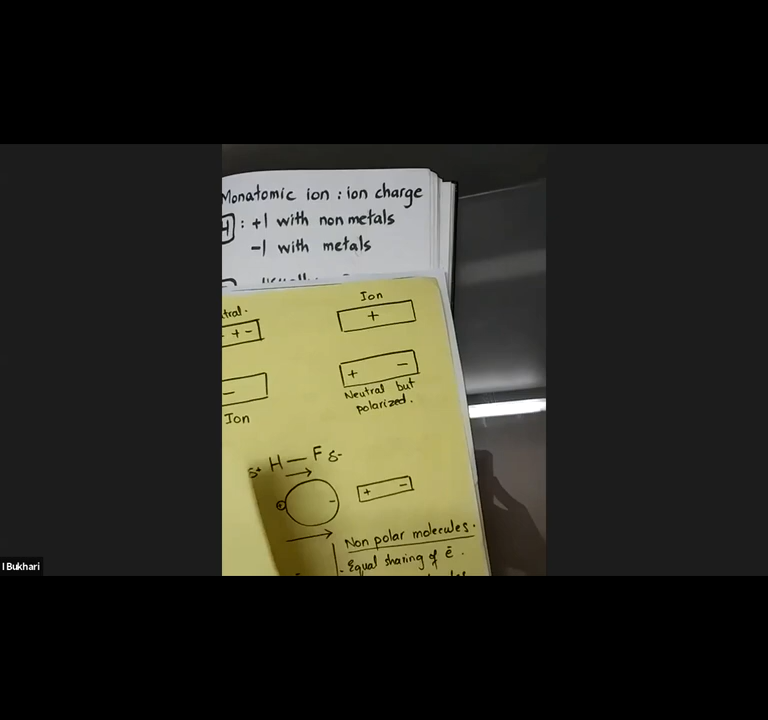 Monatomic ion : ion charge
H : +1 with non metals
-1 with metals
Ion
+ -
+
-
+ -
Ion
Neutral but
polarized.
δ+ H — F δ-
+ -
+ -
Non polar molecules.
. Equal sharing of ē.
I Bukhari